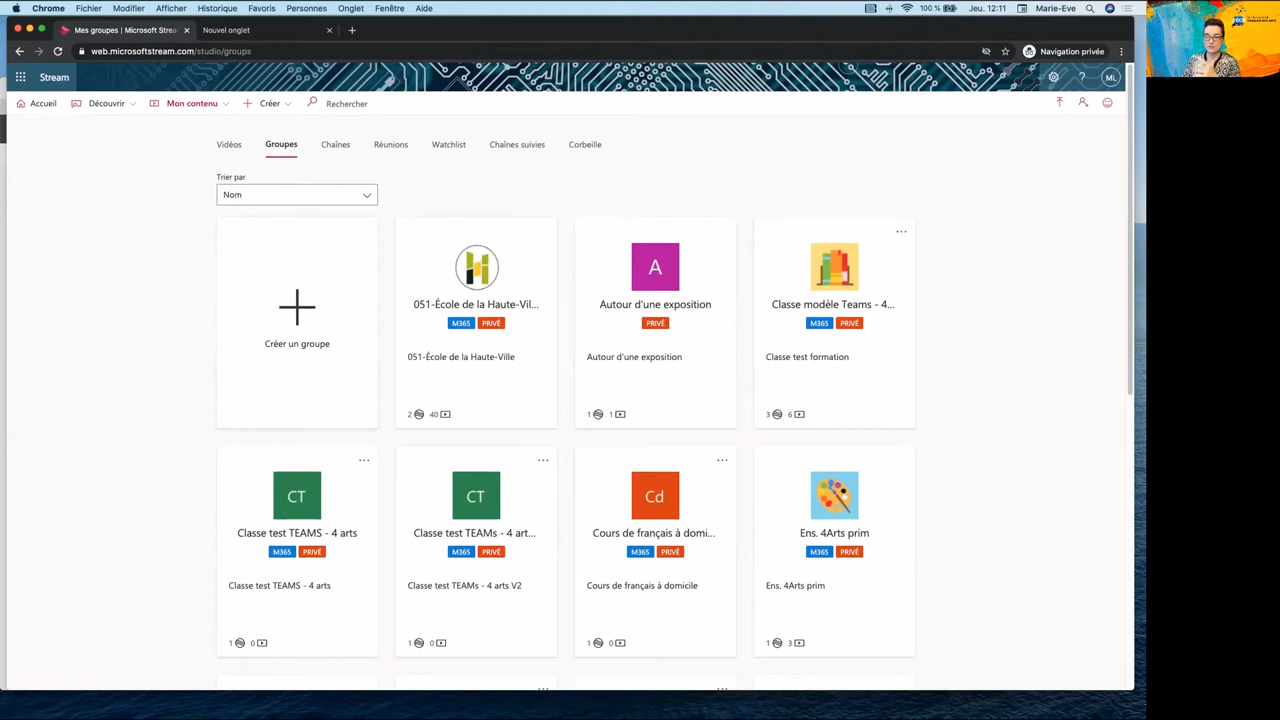 Chrome Fichier Modifier Afficher Historique Favoris Personnes Onglet Fenêtre Aide 100 % Jeu. 12:11 Marie-Eve
Mes groupes | Microsoft Strea Nouvel onglet
web.microsoftstream.com/studio/groups Navigation privée
Stream ? ML
Accueil Découvrir Mon contenu Créer Rechercher
Vidéos Groupes Chaînes Réunions Watchlist Chaînes suivies Corbeille
Trier par
Nom
Créer un groupe
051-École de la Haute-Vil...
M365 PRIVÉ
051-École de la Haute-Ville
2 40
A
Autour d'une exposition
PRIVÉ
Autour d'une exposition
1 1
...
Classe modèle Teams - 4...
M365 PRIVÉ
Classe test formation
3 6
...
CT
Classe test TEAMS - 4 arts
M365 PRIVÉ
Classe test TEAMS - 4 arts
1 0
...
CT
Classe test TEAMs - 4 art...
M365 PRIVÉ
Classe test TEAMs - 4 arts V2
1 0
...
Cd
Cours de français à domi...
M365 PRIVÉ
Cours de français à domicile
1 0
Ens. 4Arts prim
M365 PRIVÉ
Ens. 4Arts prim
1 3